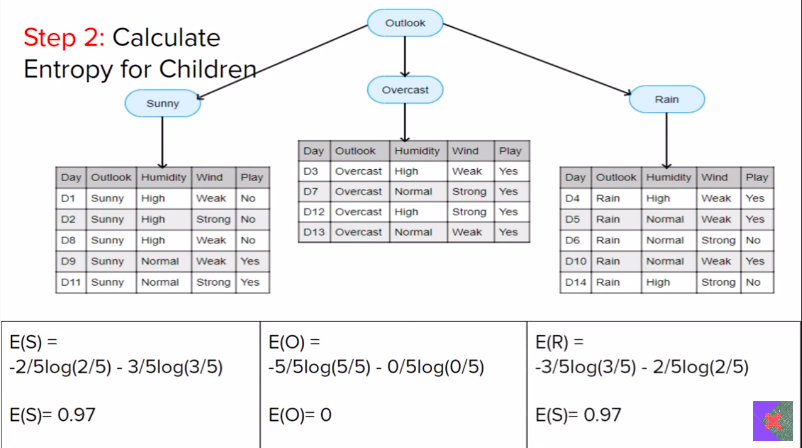 Step 2: Calculate
Entropy for Children
Outlook
Sunny
Overcast
Rain
Day Outlook Humidity Wind Play
D1 Sunny High Weak No
D2 Sunny High Strong No
D8 Sunny High Weak No
D9 Sunny Normal Weak Yes
D11 Sunny Normal Strong Yes
Day Outlook Humidity Wind Play
D3 Overcast High Weak Yes
D7 Overcast Normal Strong Yes
D12 Overcast High Strong Yes
D13 Overcast Normal Weak Yes
Day Outlook Humidity Wind Play
D4 Rain High Weak Yes
D5 Rain Normal Weak Yes
D6 Rain Normal Strong No
D10 Rain Normal Weak Yes
D14 Rain High Strong No
E(S) =
-2/5log(2/5) - 3/5log(3/5)
E(S)= 0.97
E(O) =
-5/5log(5/5) - 0/5log(0/5)
E(O)= 0
E(R) =
-3/5log(3/5) - 2/5log(2/5)
E(S)= 0.97